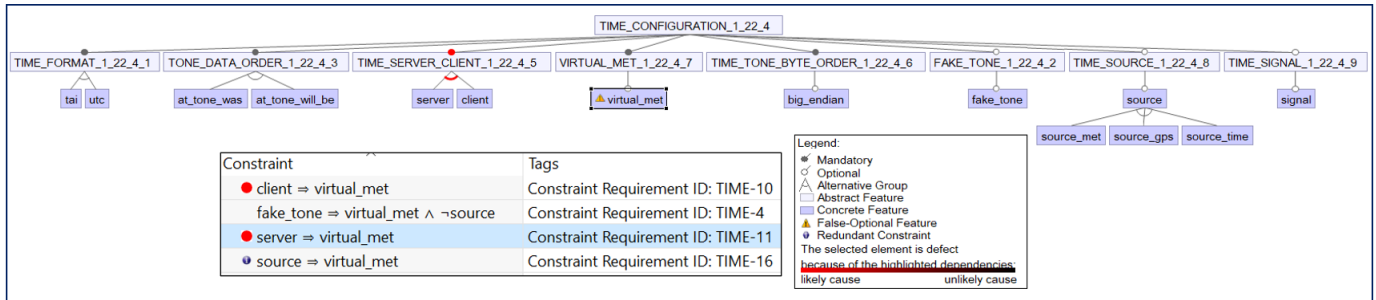 TIME_CONFIGURATION_1_22_4
TIME_FORMAT_1_22_4_1 TONE_DATA_ORDER_1_22_4_3 TIME_SERVER_CLIENT_1_22_4_5 VIRTUAL_MET_1_22_4_7 TIME_TONE_BYTE_ORDER_1_22_4_6 FAKE_TONE_1_22_4_2 TIME_SOURCE_1_22_4_8 TIME_SIGNAL_1_22_4_9
tai utc at_tone_was at_tone_will_be server client virtual_met big_endian fake_tone source signal
source_met source_gps source_time
Constraint Tags
client ⇒ virtual_met Constraint Requirement ID: TIME-10
fake_tone ⇒ virtual_met ∧ ¬source Constraint Requirement ID: TIME-4
server ⇒ virtual_met Constraint Requirement ID: TIME-11
source ⇒ virtual_met Constraint Requirement ID: TIME-16
Legend:
Mandatory
Optional
Alternative Group
Abstract Feature
Concrete Feature
False-Optional Feature
Redundant Constraint
The selected element is defect
because of the highlighted dependencies:
likely cause unlikely cause